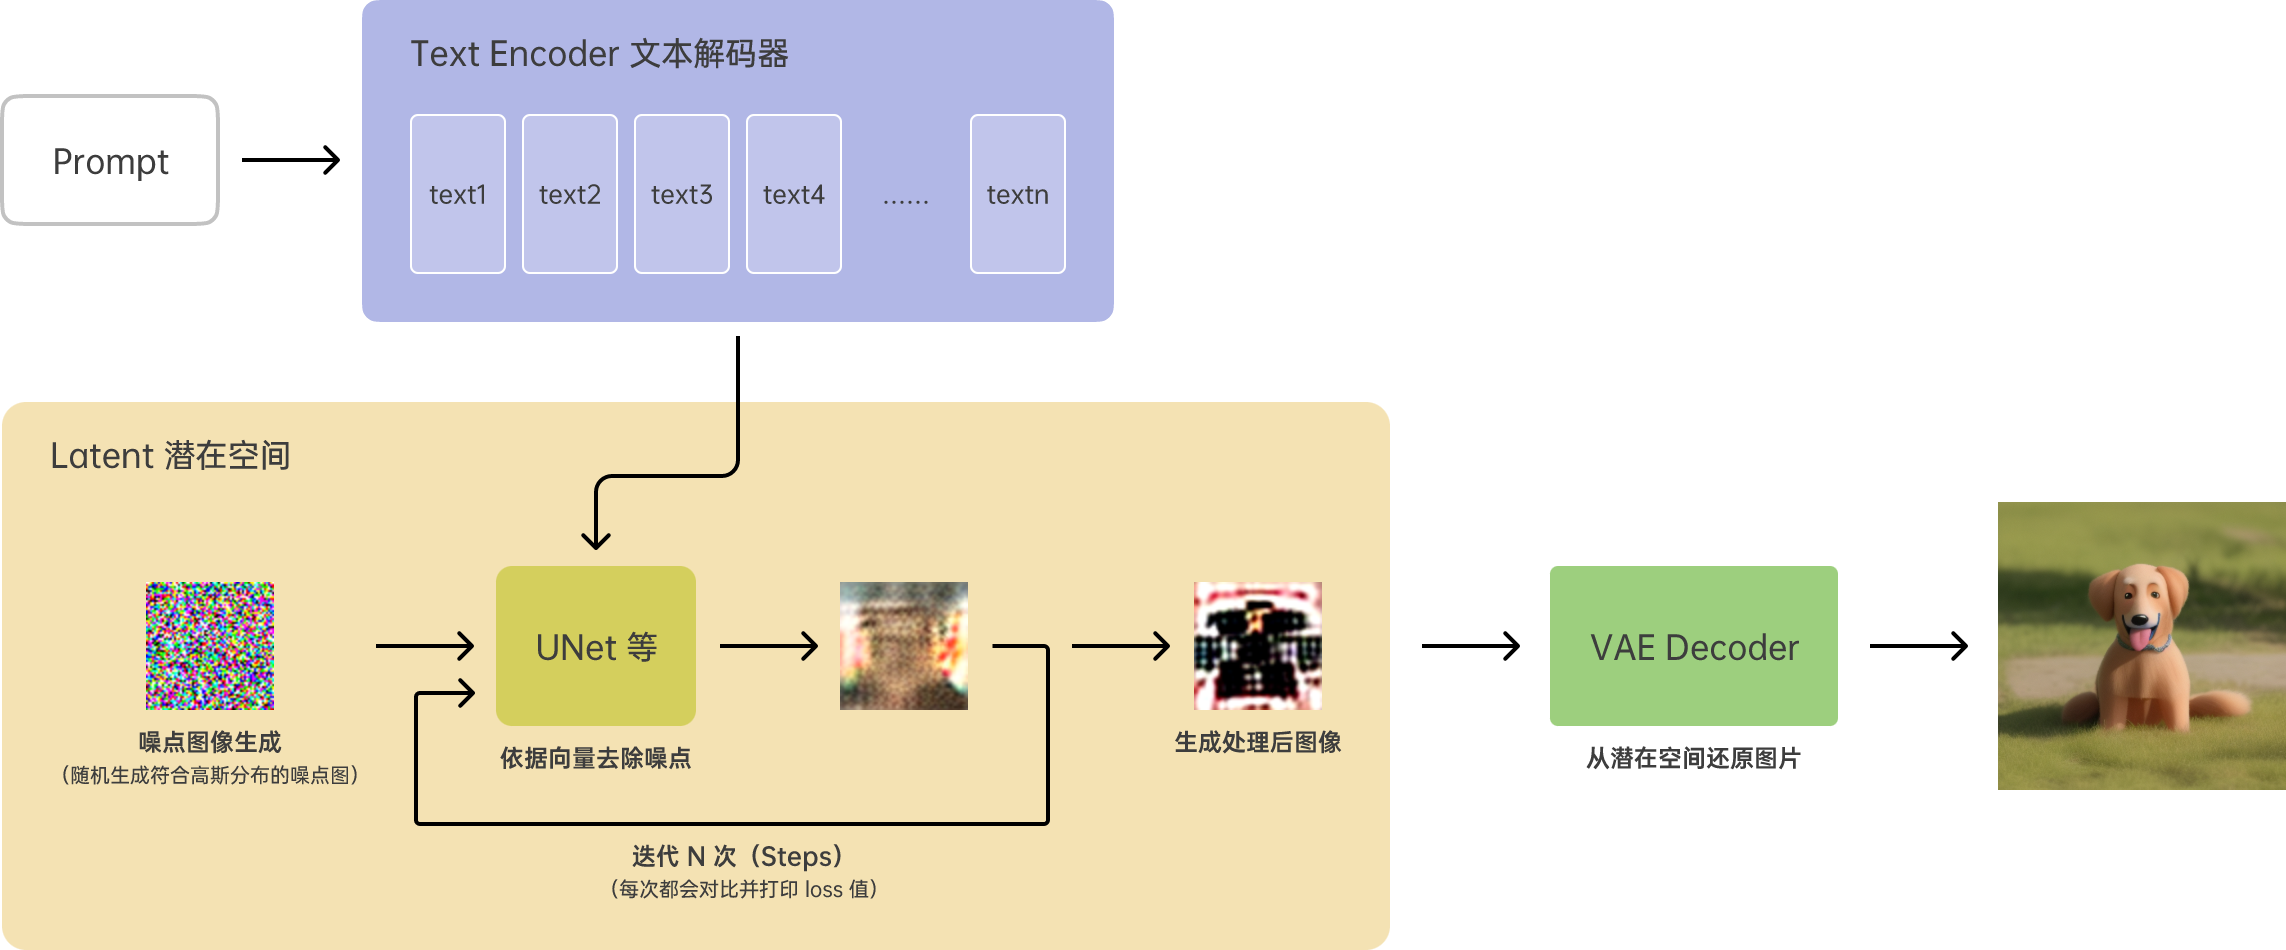 Text Encoder 文本解码器
Prompt
text1
text2
text3
text4
......
textn
Latent 潜在空间
UNet 等
VAE Decoder
噪点图像生成
（随机生成符合高斯分布的噪点图）
依据向量去除噪点
生成处理后图像
从潜在空间还原图片
迭代 N 次（Steps）
（每次都会对比并打印 loss 值）